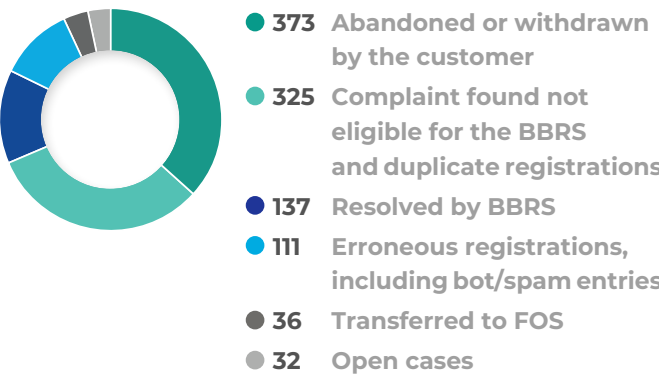 373 Abandoned or withdrawn
by the customer
325 Complaint found not
eligible for the BBRS
and duplicate registrations
137 Resolved by BBRS
111 Erroneous registrations,
including bot/spam entries
36 Transferred to FOS
32 Open cases